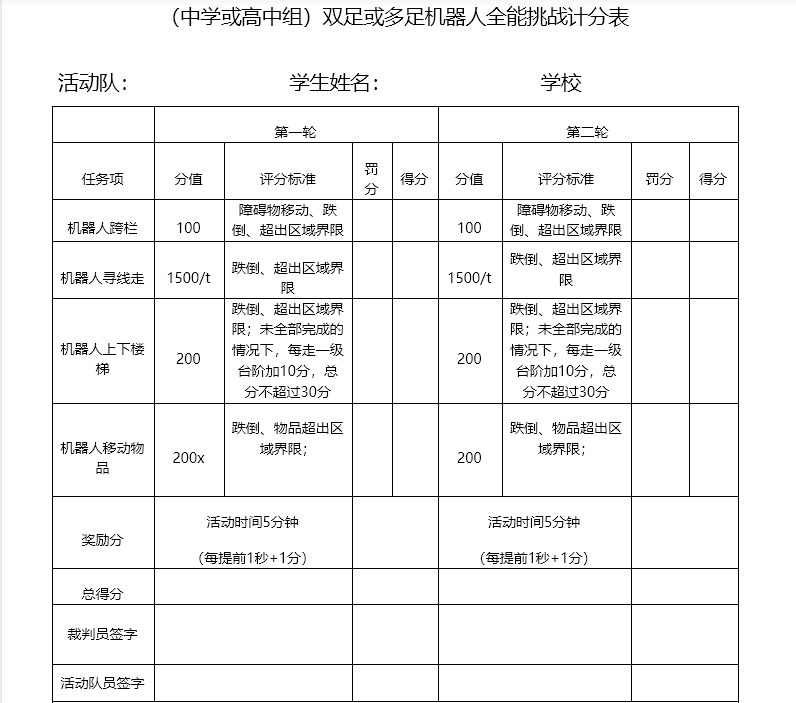 （中学或高中组）双足或多足机器人全能挑战计分表
活动队： 学生姓名： 学校
第一轮 第二轮
任务项 分值 评分标准 罚分 得分 分值 评分标准 罚分 得分
机器人跨栏 100 障碍物移动、跌倒、超出区域界限 100 障碍物移动、跌倒、超出区域界限
机器人寻线走 1500/t 跌倒、超出区域界限 1500/t 跌倒、超出区域界限
机器人上下楼梯 200 跌倒、超出区域界限；未全部完成的情况下，每走一级台阶加10分，总分不超过30分 200 跌倒、超出区域界限；未全部完成的情况下，每走一级台阶加10分，总分不超过30分
机器人移动物品 200x 跌倒、物品超出区域界限； 200 跌倒、物品超出区域界限；
奖励分 活动时间5分钟 （每提前1秒+1分） 活动时间5分钟 （每提前1秒+1分）
总得分
裁判员签字
活动队员签字